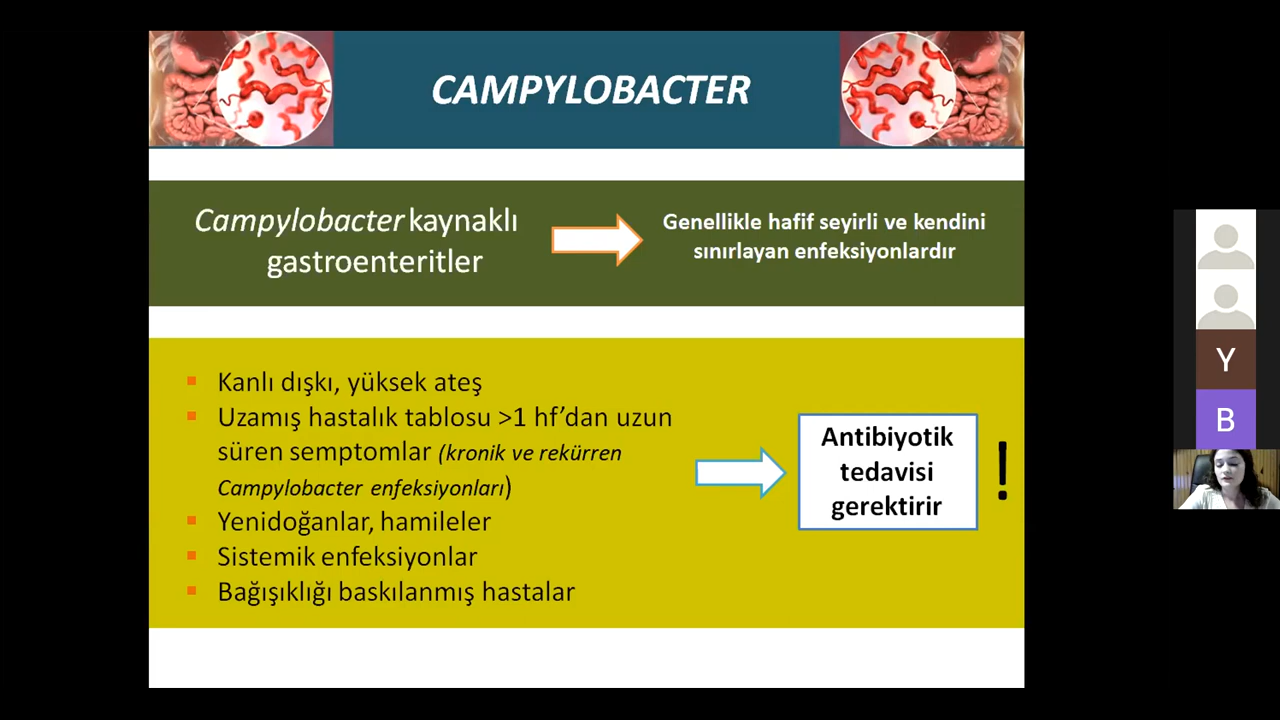 CAMPYLOBACTER
Campylobacter kaynaklı
gastroenteritler
Genellikle hafif seyirli ve kendini
sınırlayan enfeksiyonlardır
Kanlı dışkı, yüksek ateş
Uzamış hastalık tablosu >1 hf’dan uzun
süren semptomlar (kronik ve rekürren
Campylobacter enfeksiyonları)
Yenidoğanlar, hamileler
Sistemik enfeksiyonlar
Bağışıklığı baskılanmış hastalar
Antibiyotik
tedavisi
gerektirir
!
Y
B